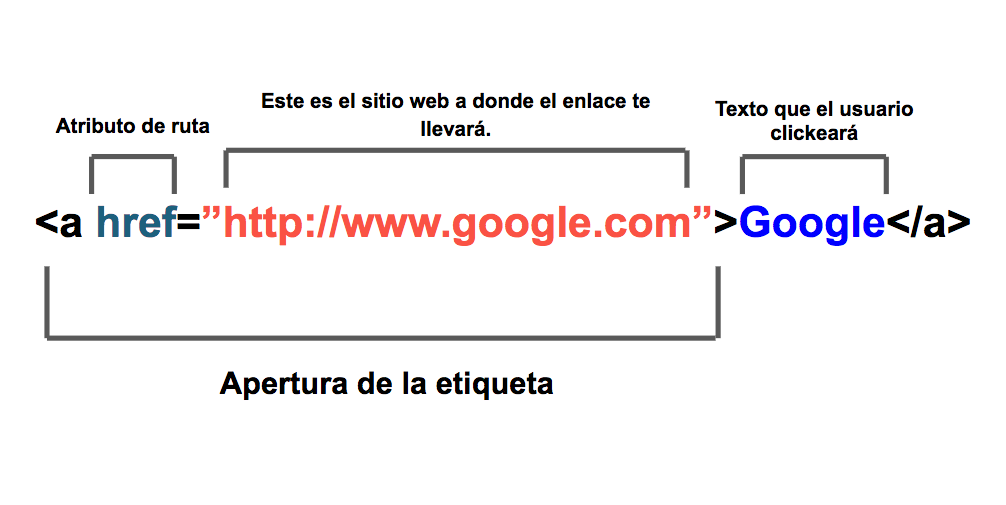 Atributo de ruta
Este es el sitio web a donde el enlace te
llevará.
Texto que el usuario
clickeará
<a href=”http://www.google.com”>Google</a>
Apertura de la etiqueta